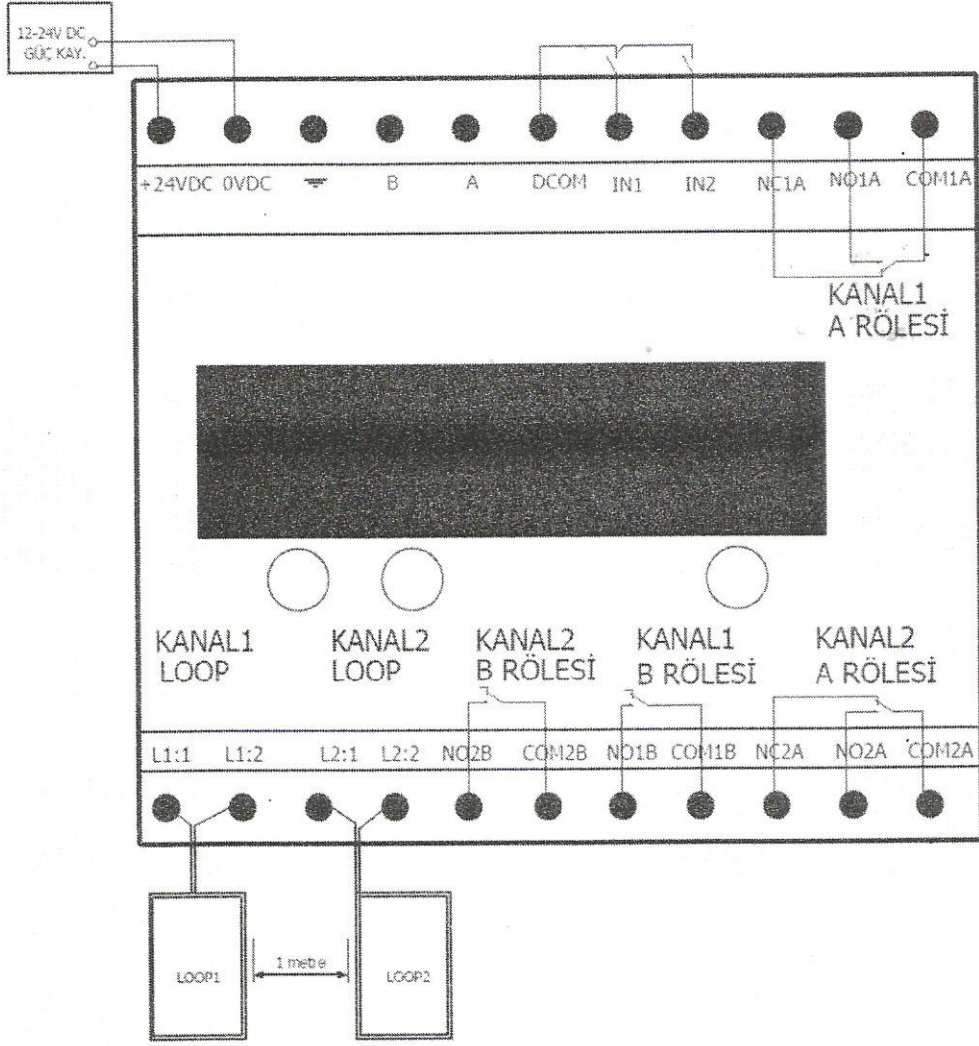 12-24V DC
GÜÇ KAY.
+24VDC 0VDC B A DCOM IN1 IN2 NC1A NO1A COM1A
KANAL1
A RÖLESİ
KANAL1
LOOP
KANAL2
LOOP
KANAL2
B RÖLESİ
KANAL1
B RÖLESİ
KANAL2
A RÖLESİ
L1:1 L1:2 L2:1 L2:2 NO2B COM2B NO1B COM1B NC2A NO2A COM2A
LOOP1
1 metre
LOOP2